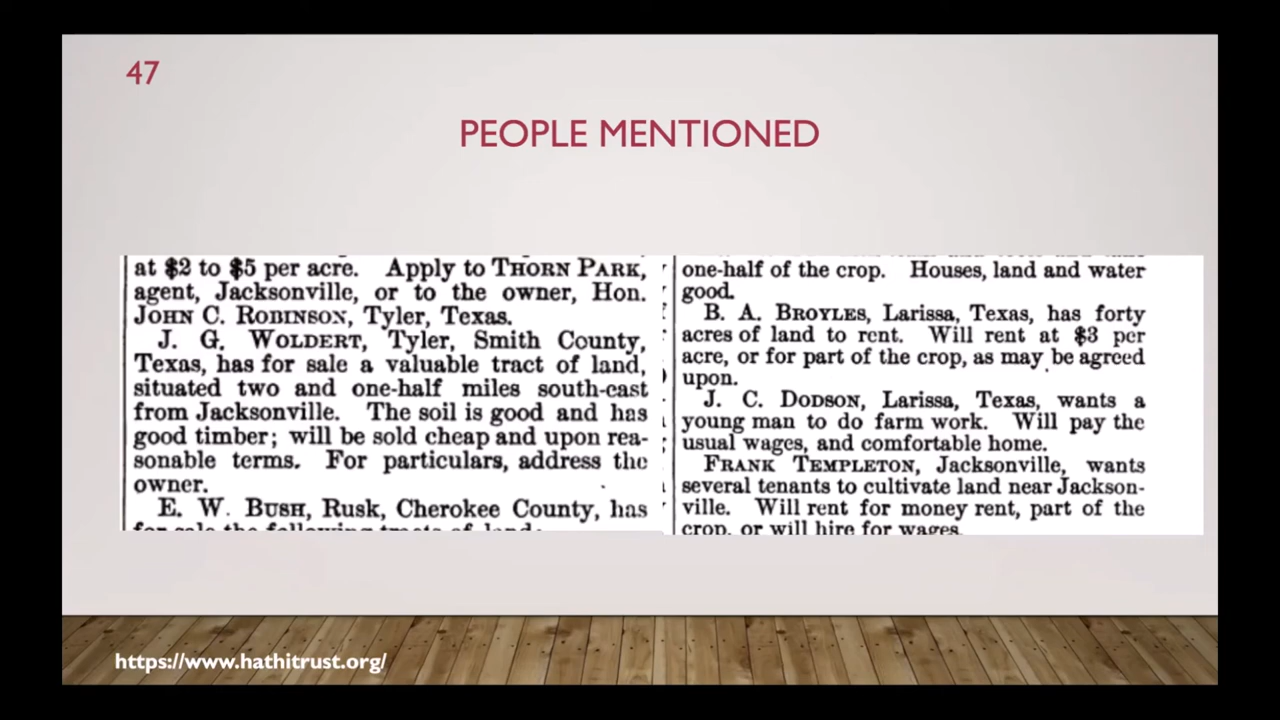 47
PEOPLE MENTIONED
at $2 to $5 per acre. Apply to THORN PARK,
agent, Jacksonville, or to the owner, Hon.
JOHN C. ROBINSON, Tyler, Texas.
J. G. WOLDERT, Tyler, Smith County,
Texas, has for sale a valuable tract of land,
situated two and one-half miles south-east
from Jacksonville. The soil is good and has
good timber; will be sold cheap and upon rea-
sonable terms. For particulars, address the
owner.
E. W. BUSH, Rusk, Cherokee County, has
for sale the following tracts of land:
one-half of the crop. Houses, land and water
good.
B. A. BROYLES, Larissa, Texas, has forty
acres of land to rent. Will rent at $3 per
acre, or for part of the crop, as may be agreed
upon.
J. C. DODSON, Larissa, Texas, wants a
young man to do farm work. Will pay the
usual wages, and comfortable home.
FRANK TEMPLETON, Jacksonville, wants
several tenants to cultivate land near Jackson-
ville. Will rent for money rent, part of the
crop, or will hire for wages.
https://www.hathitrust.org/